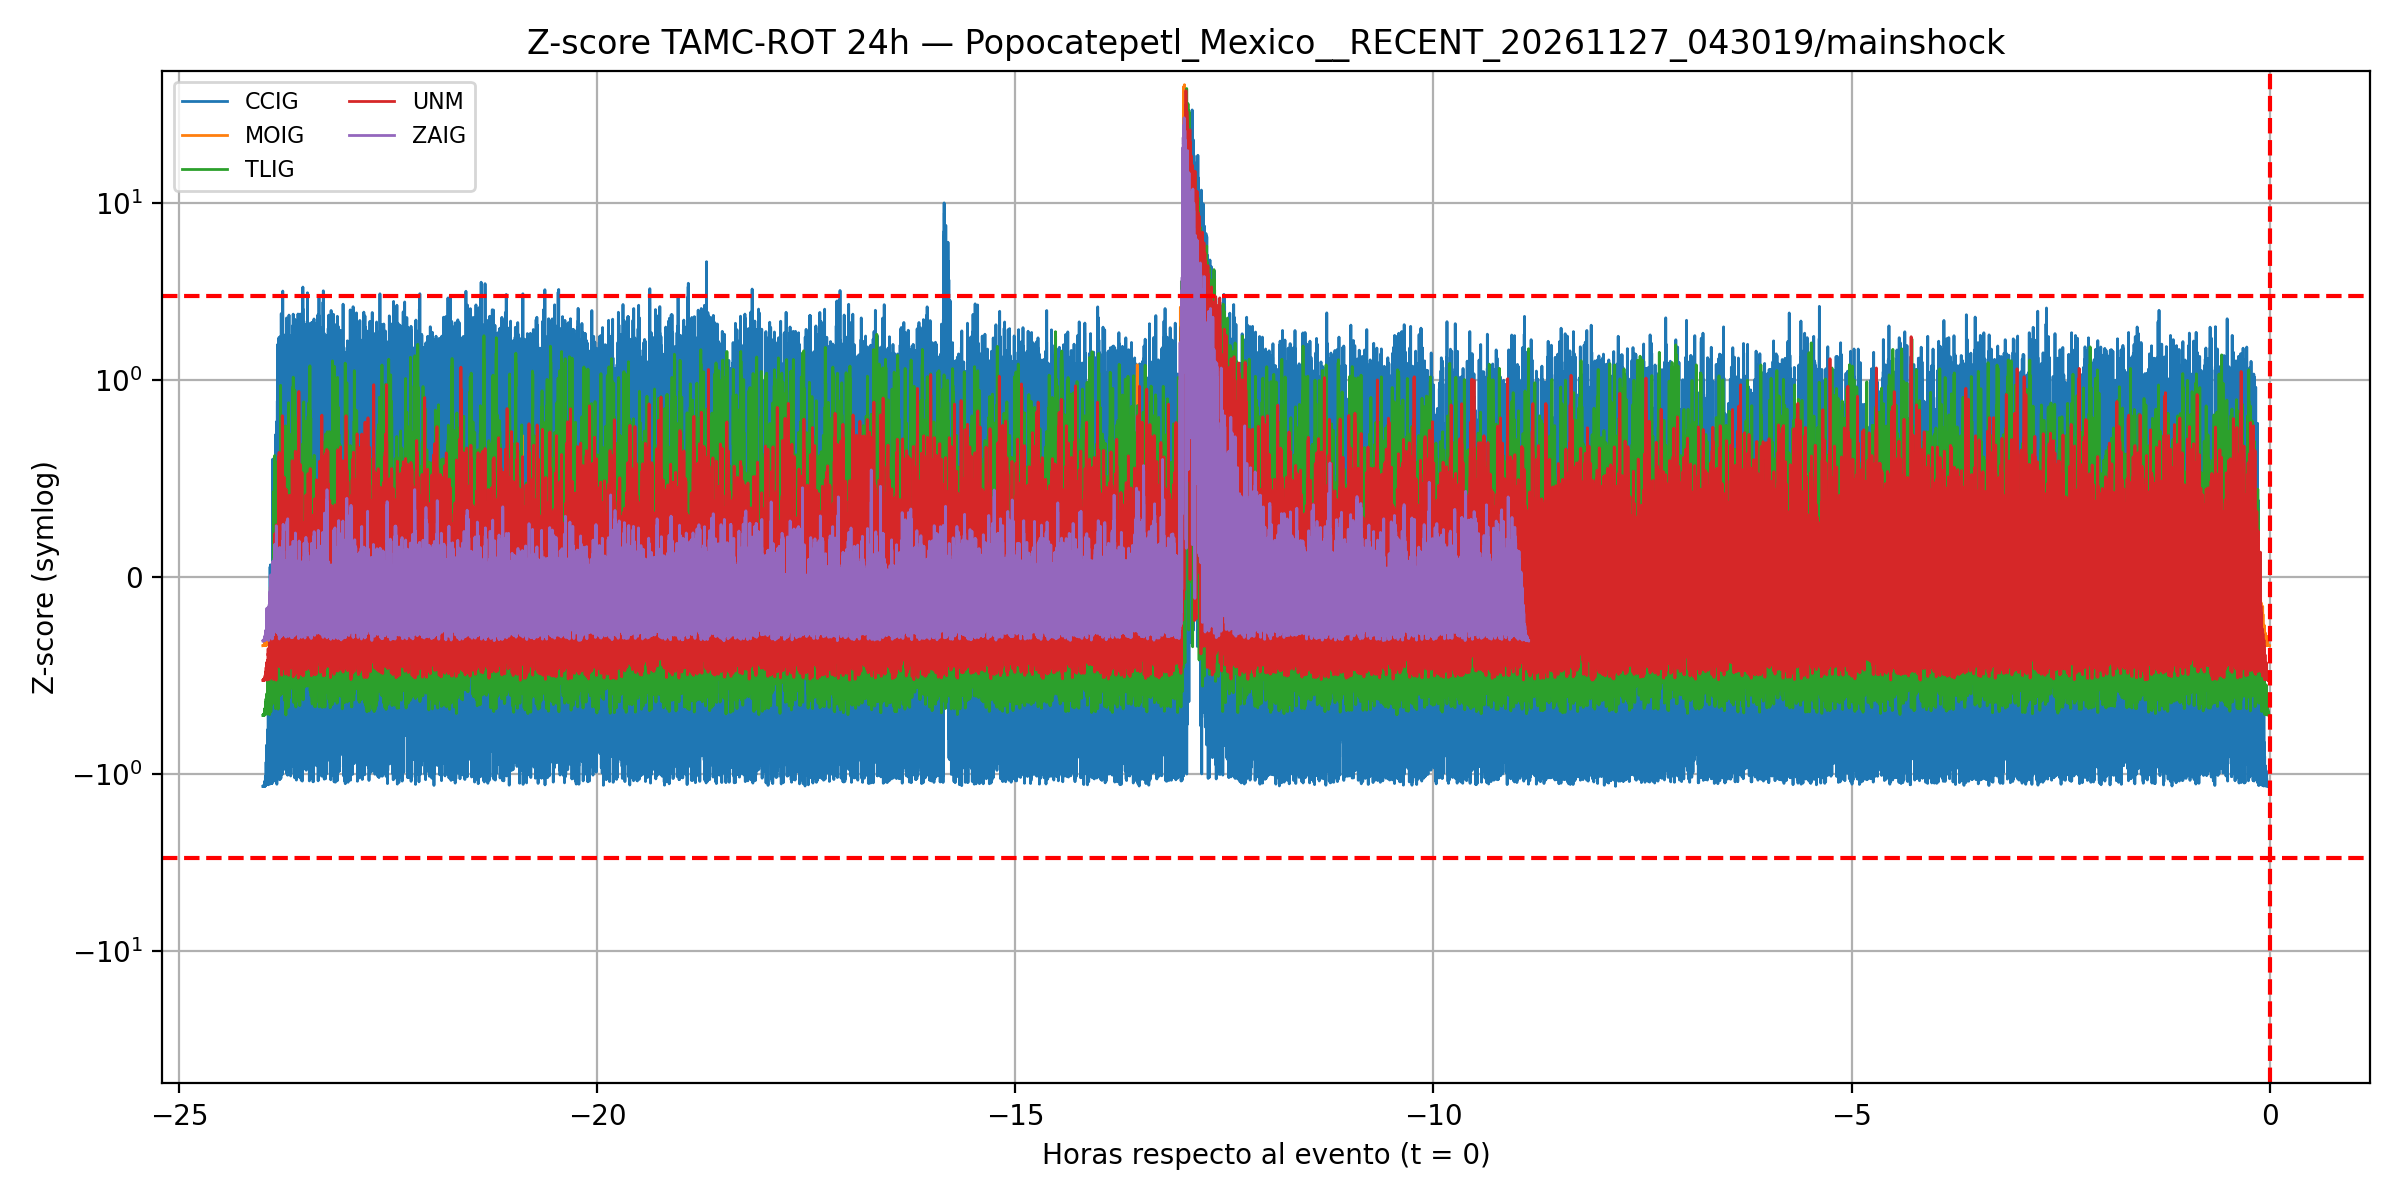 Z-score TAMC-ROT 24h — Popocatepetl_Mexico__RECENT_20261127_043019/mainshock
CCIG
MOIG
TLIG
UNM
ZAIG
10¹
10⁰
0
−10⁰
−10¹
Z-score (symlog)
−25
−20
−15
−10
−5
0
Horas respecto al evento (t = 0)